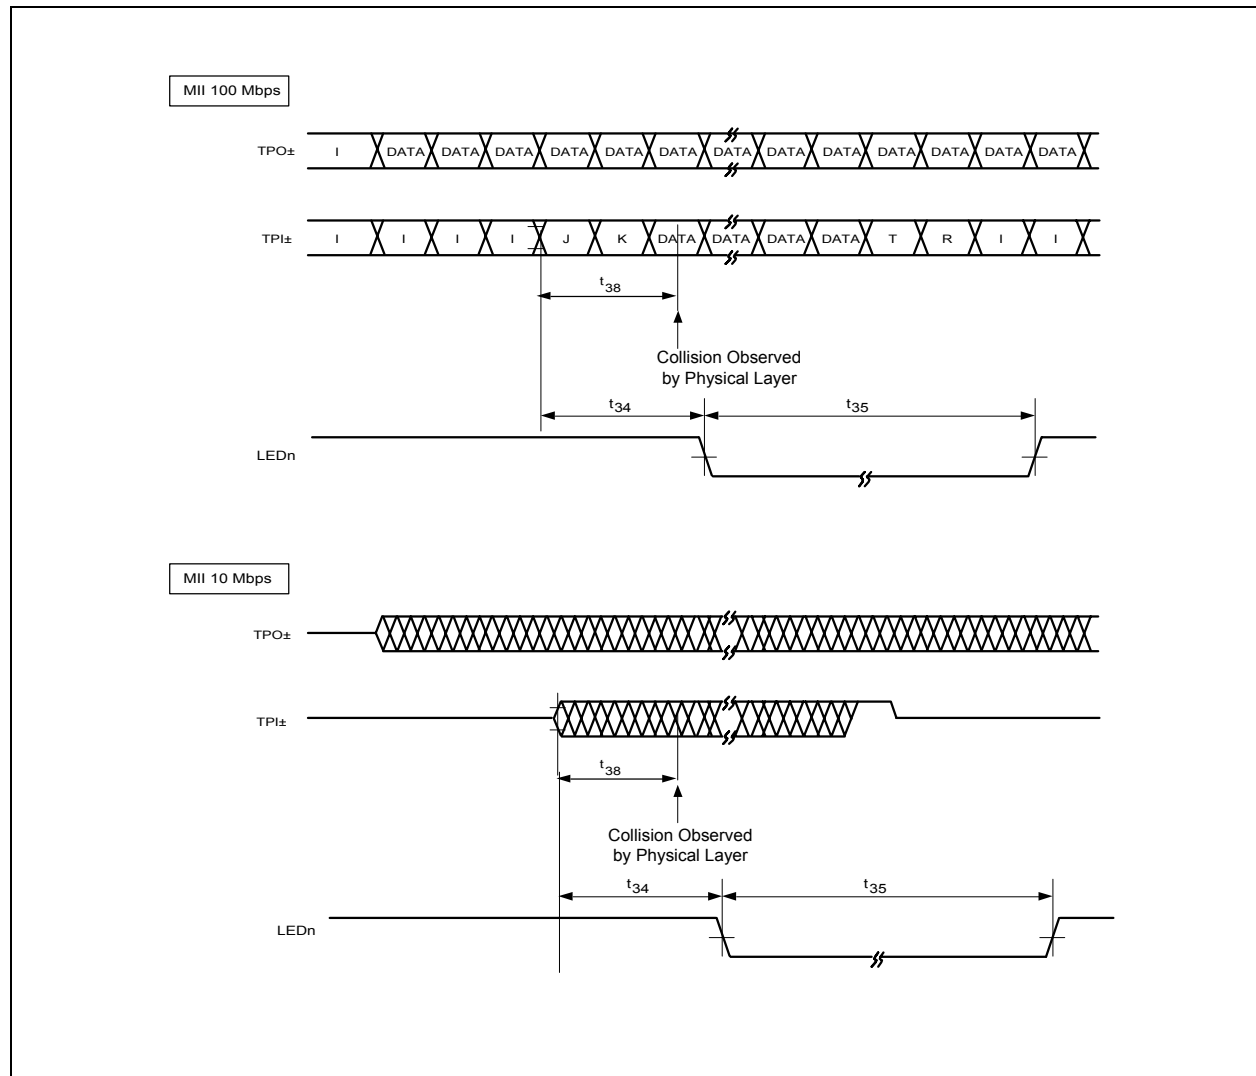 MII 100 Mbps
TPO± I DATA DATA DATA DATA DATA DATA DATA DATA DATA DATA DATA DATA DATA
TPI± I I I I J K DATA DATA DATA DATA T R I I
t38
Collision Observed
by Physical Layer
t34 t35
LEDn
MII 10 Mbps
TPO±
TPI±
t38
Collision Observed
by Physical Layer
t34 t35
LEDn